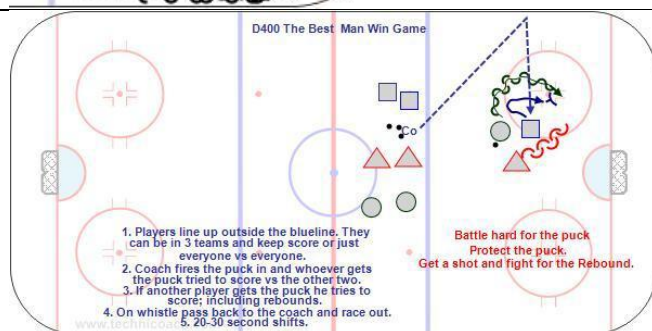 D400 The Best Man Win Game
Co
1. Players line up outside the blueline. They
can be in 3 teams and keep score or just
everyone vs everyone.
2. Coach fires the puck in and whoever gets
the puck tried to score vs the other two.
3. If another player gets the puck he tries to
score; including rebounds.
4. On whistle pass back to the coach and race out.
5. 20-30 second shifts.
Battle hard for the puck
Protect the puck.
Get a shot and fight for the Rebound.